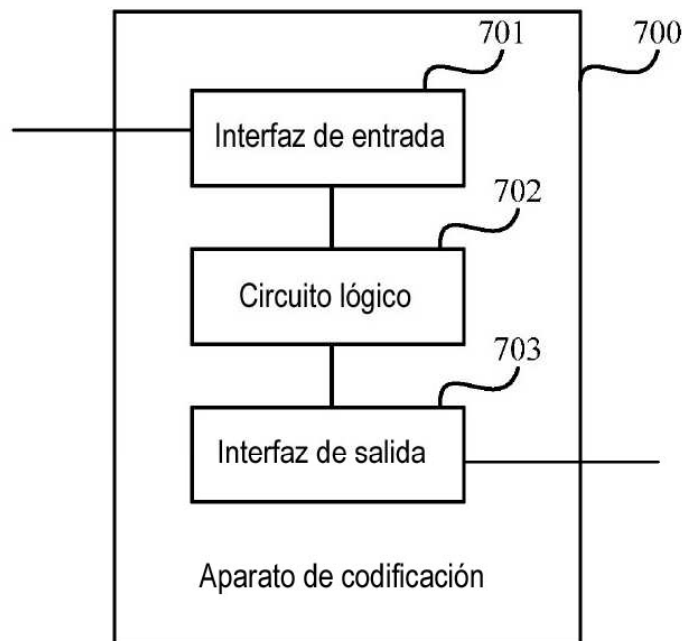 701
700
Interfaz de entrada
702
Circuito lógico
703
Interfaz de salida
Aparato de codificación